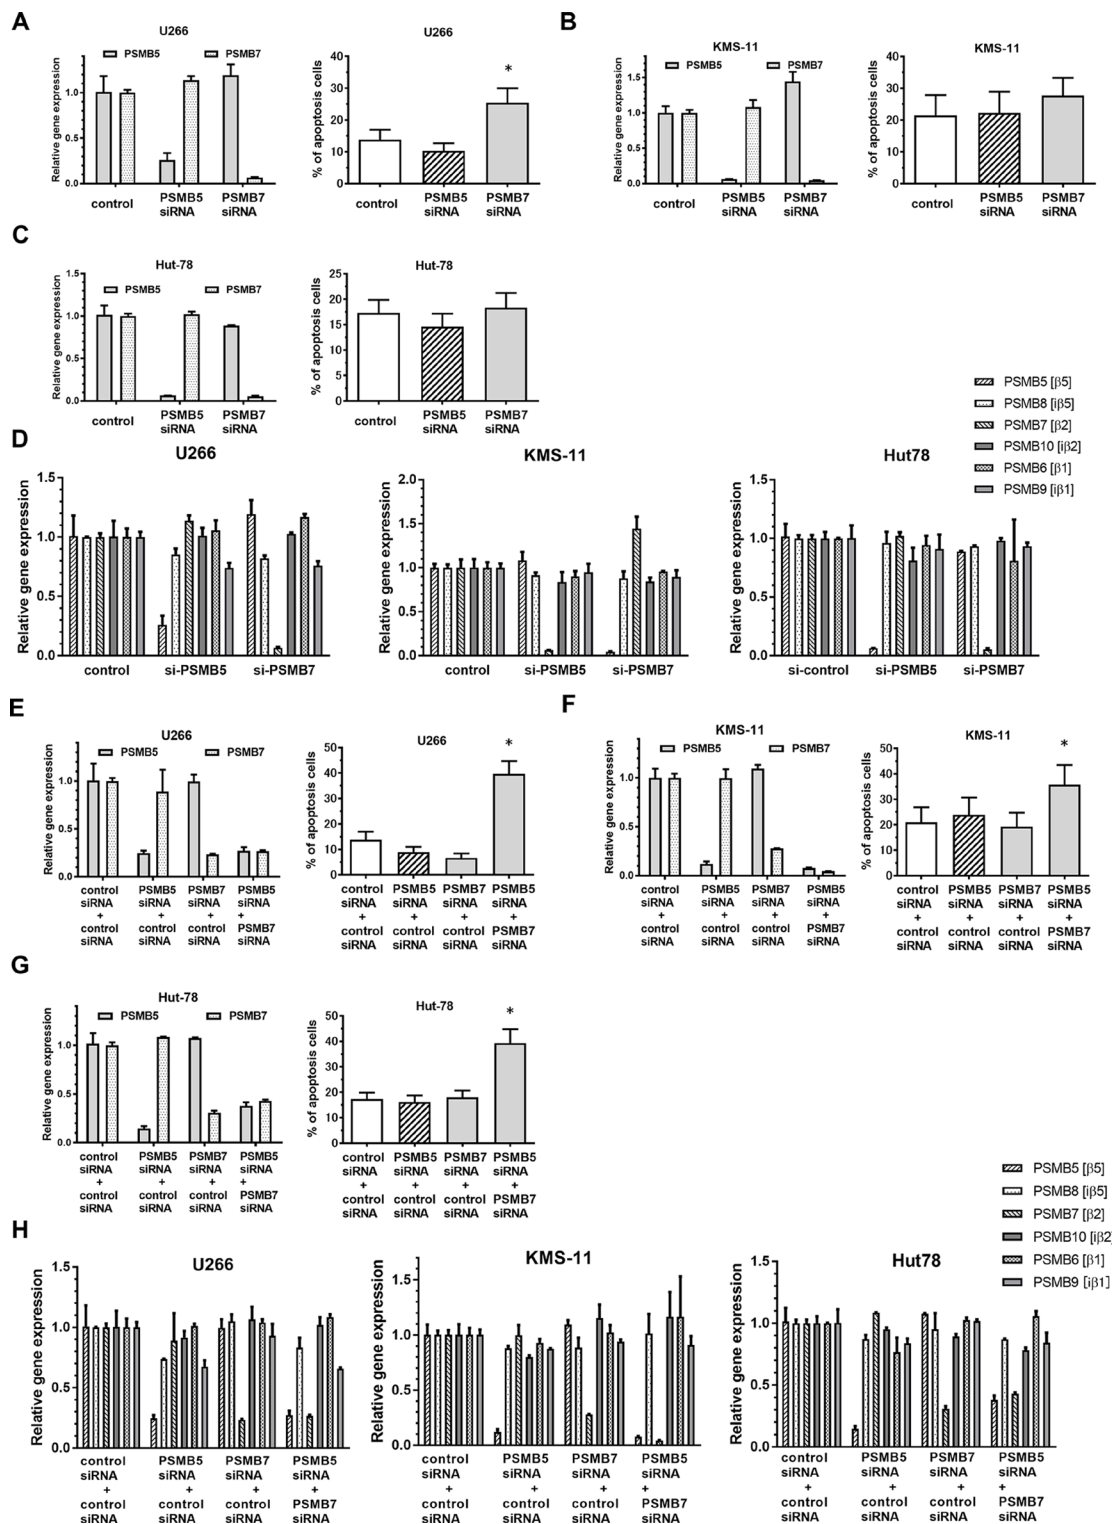 A
U266
PSMB5
PSMB7
Relative gene expression
1.0
0.5
0.0
control
PSMB5
siRNA
PSMB7
siRNA
U266
% of apoptosis cells
40
30
20
10
0
*
control
PSMB5
siRNA
PSMB7
siRNA
B
KMS-11
PSMB5
PSMB7
Relative gene expression
1.5
1.0
0.5
0.0
control
PSMB5
siRNA
PSMB7
siRNA
KMS-11
% of apoptosis cells
40
30
20
10
0
control
PSMB5
siRNA
PSMB7
siRNA
C
Hut-78
PSMB5
PSMB7
Relative gene expression
1.5
1.0
0.5
0.0
control
PSMB5
siRNA
PSMB7
siRNA
Hut-78
% of apoptosis cells
25
20
15
10
5
0
control
PSMB5
siRNA
PSMB7
siRNA
PSMB5 [β5]
PSMB8 [iβ5]
PSMB7 [β2]
PSMB10 [iβ2]
PSMB6 [β1]
PSMB9 [iβ1]
D
U266
Relative gene expression
1.5
1.0
0.5
0.0
control
si-PSMB5
si-PSMB7
KMS-11
Relative gene expression
2.0
1.5
1.0
0.5
0.0
control
si-PSMB5
si-PSMB7
Hut78
Relative gene expression
1.5
1.0
0.5
0.0
si-control
si-PSMB5
si-PSMB7
E
U266
PSMB5
PSMB7
Relative gene expression
1.0
0.5
0.0
control
siRNA
+
control
siRNA
PSMB5
siRNA
+
control
siRNA
PSMB7
siRNA
+
control
siRNA
PSMB5
siRNA
+
PSMB7
siRNA
U266
% of apoptosis cells
50
40
30
20
10
0
*
control
siRNA
+
control
siRNA
PSMB5
siRNA
+
control
siRNA
PSMB7
siRNA
+
control
siRNA
PSMB5
siRNA
+
PSMB7
siRNA
F
KMS-11
PSMB5
PSMB7
Relative gene expression
1.0
0.5
0.0
control
siRNA
+
control
siRNA
PSMB5
siRNA
+
control
siRNA
PSMB7
siRNA
+
control
siRNA
PSMB5
siRNA
+
PSMB7
siRNA
KMS-11
% of apoptosis cells
50
40
30
20
10
0
*
control
siRNA
+
control
siRNA
PSMB5
siRNA
+
control
siRNA
PSMB7
siRNA
+
control
siRNA
PSMB5
siRNA
+
PSMB7
siRNA
G
Hut-78
PSMB5
PSMB7
Relative gene expression
1.0
0.5
0.0
control
siRNA
+
control
siRNA
PSMB5
siRNA
+
control
siRNA
PSMB7
siRNA
+
control
siRNA
PSMB5
siRNA
+
PSMB7
siRNA
Hut-78
% of apoptosis cells
50
40
30
20
10
0
*
control
siRNA
+
control
siRNA
PSMB5
siRNA
+
control
siRNA
PSMB7
siRNA
+
control
siRNA
PSMB5
siRNA
+
PSMB7
siRNA
PSMB5 [β5]
PSMB8 [iβ5]
PSMB7 [β2]
PSMB10 [iβ2]
PSMB6 [β1]
PSMB9 [iβ1]
H
U266
Relative gene expression
1.5
1.0
0.5
0.0
control
siRNA
+
control
siRNA
PSMB5
siRNA
+
control
siRNA
PSMB7
siRNA
+
control
siRNA
PSMB5
siRNA
+
PSMB7
siRNA
KMS-11
Relative gene expression
1.5
1.0
0.5
0.0
control
siRNA
+
control
siRNA
PSMB5
siRNA
+
control
siRNA
PSMB7
siRNA
+
control
siRNA
PSMB5
siRNA
+
PSMB7
siRNA
Hut78
Relative gene expression
1.5
1.0
0.5
0.0
control
siRNA
+
control
siRNA
PSMB5
siRNA
+
control
siRNA
PSMB7
siRNA
+
control
siRNA
PSMB5
siRNA
+
PSMB7
siRNA